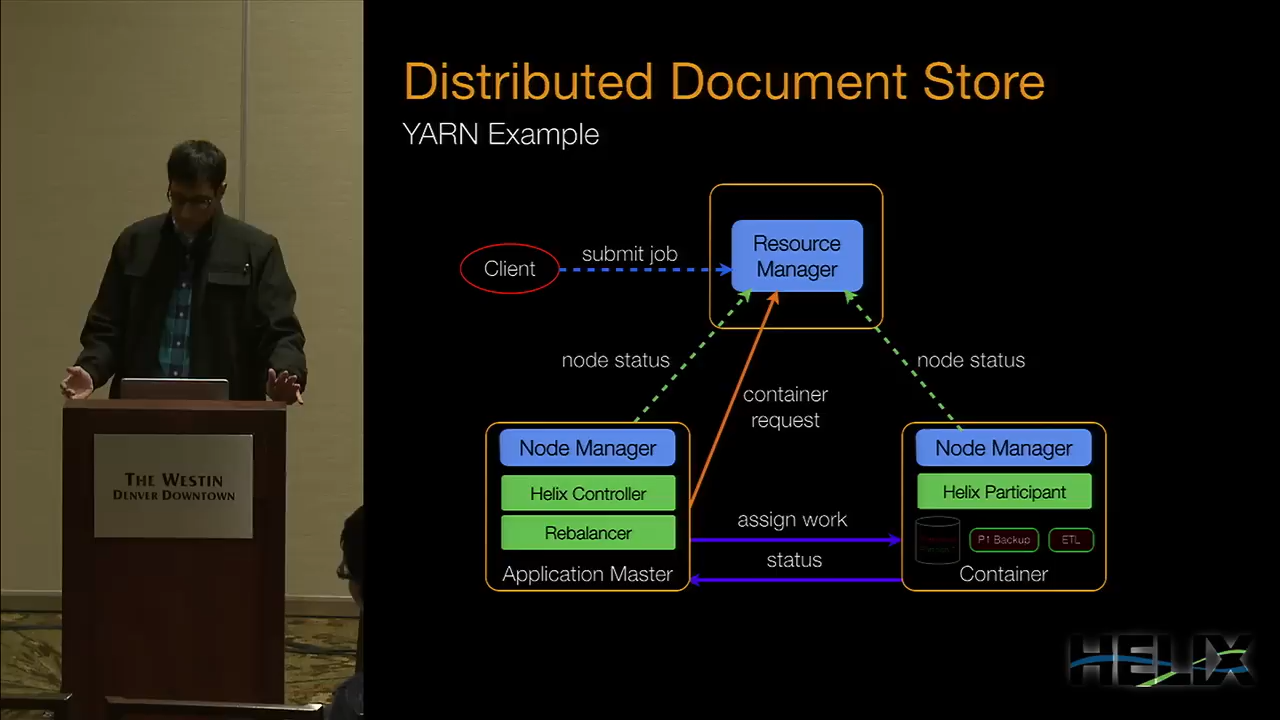 Distributed Document Store
YARN Example
Resource
Manager
Client
submit job
node status
node status
container
request
Node Manager
Helix Controller
Rebalancer
Application Master
assign work
status
Node Manager
Helix Participant
P1 Backup
ETL
Container
THE WESTIN
DENVER DOWNTOWN
HELIX